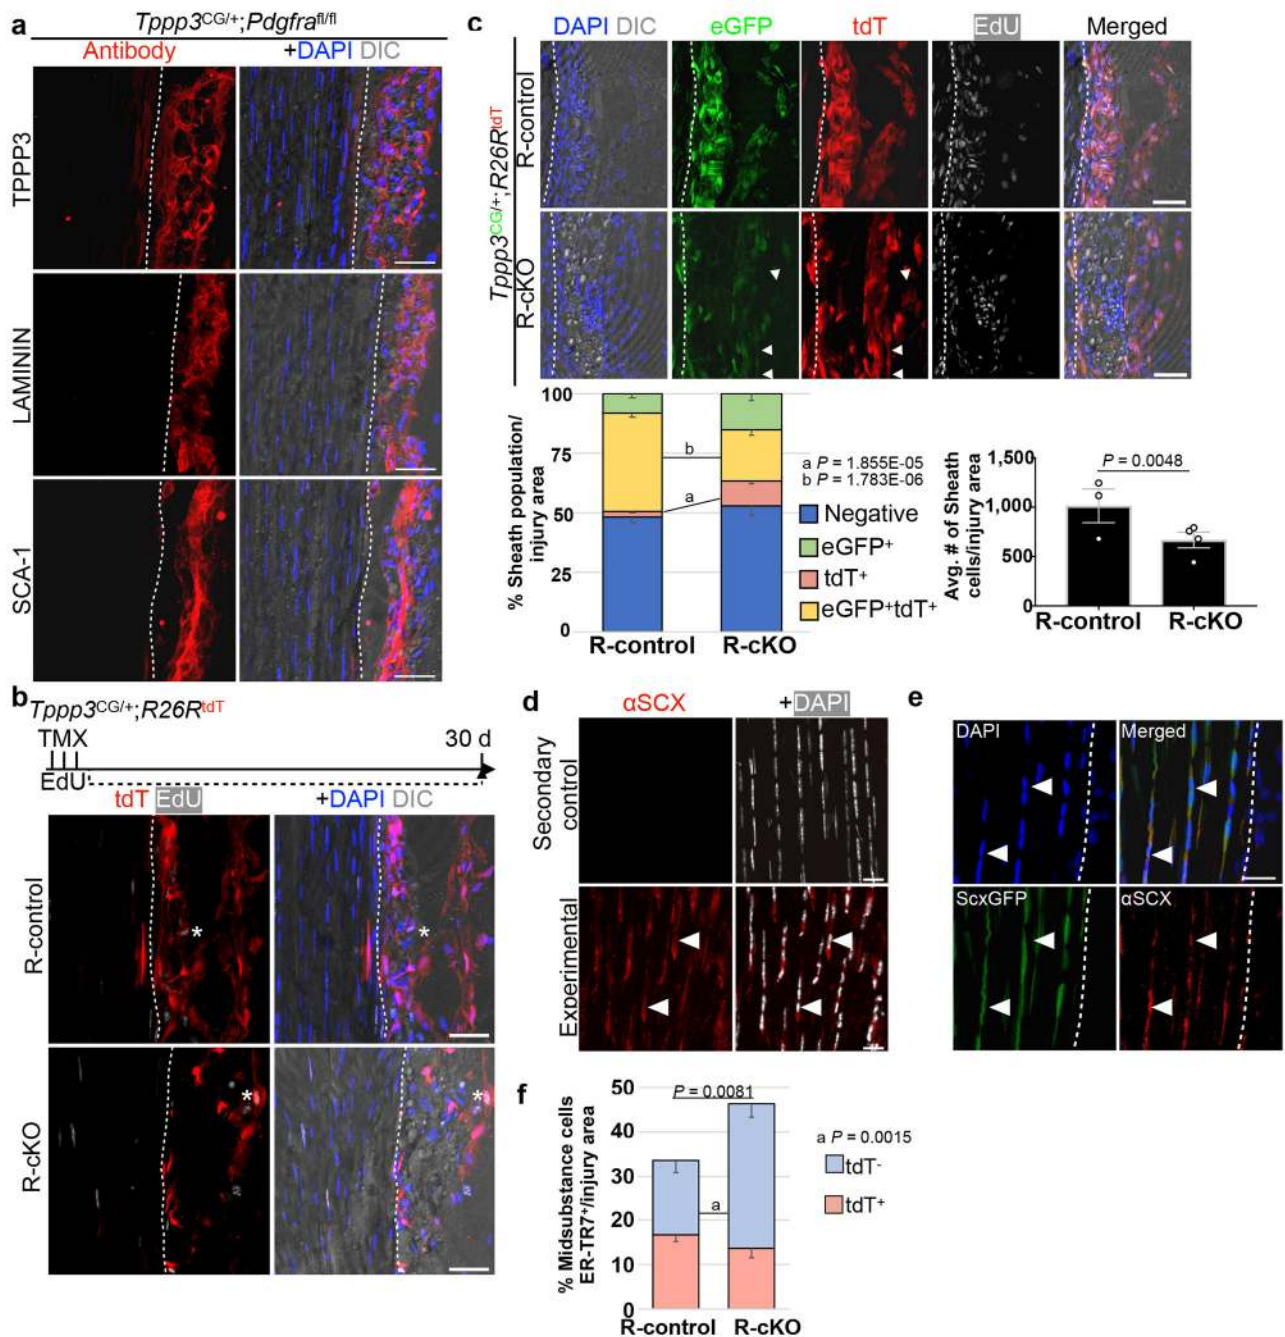 a
Tppp3CG/+;Pdgfrafl/fl
Antibody
+DAPI DIC
TPPP3
LAMININ
SCA-1
b
Tppp3CG/+;R26RtdT
TMX
30 d
EdU
tdT EdU
+DAPI DIC
R-control
*
*
R-cKO
*
*
c
DAPI DIC
eGFP
tdT
EdU
Merged
Tppp3CG/+;R26RtdT
R-control
R-cKO
% Sheath population/
injury area
100
75
50
25
0
b
a
R-control
R-cKO
a P = 1.855E-05
b P = 1.783E-06
Negative
eGFP+
tdT+
eGFP+tdT+
Avg. # of Sheath
cells/injury area
1,500
1,000
500
0
P = 0.0048
R-control
R-cKO
d
αSCX
+DAPI
Secondary
control
Experimental
e
DAPI
Merged
ScxGFP
αSCX
f
% Midsubstance cells
ER-TR7+/injury area
50
40
30
20
10
0
P = 0.0081
a
R-control
R-cKO
a P = 0.0015
tdT-
tdT+